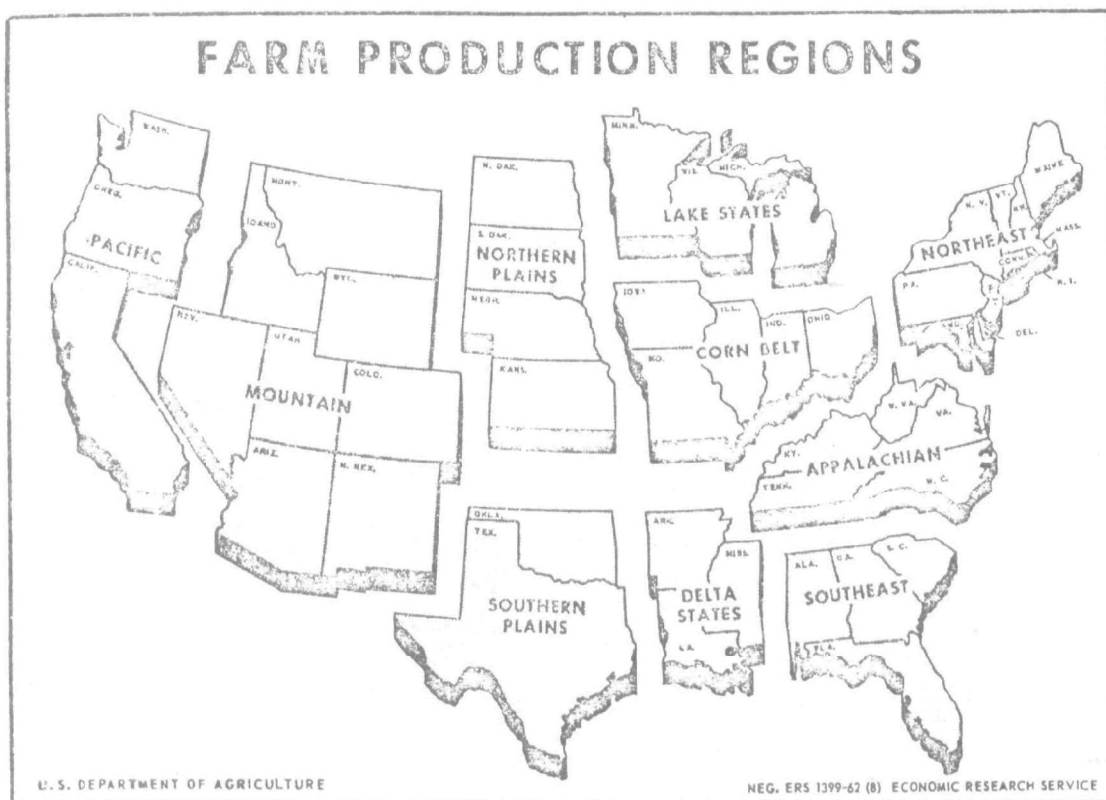 FARM PRODUCTION REGIONS
WASH.
OREG.
PACIFIC
CALIF.
MONT.
IDAHO
WYO.
NEV.
UTAH
COLO.
MOUNTAIN
ARIZ.
N. MEX.
N. DAK.
S. DAK.
NORTHERN
PLAINS
NEBR.
KANS.
OKLA.
TEX.
SOUTHERN
PLAINS
MINN.
WIS.
MICH.
LAKE STATES
IOWA
ILL.
IND.
OHIO
MO.
CORN BELT
ARK.
MISS.
DELTA
STATES
LA.
MAINE
N. Y.
VT.
N.H.
MASS.
NORTHEAST
CONN.
R. I.
PA.
MD.
DEL.
W. VA.
VA.
KY.
APPALACHIAN
TENN.
N. C.
ALA.
GA.
S. C.
SOUTHEAST
FLA.
U.S. DEPARTMENT OF AGRICULTURE
NEG. ERS 1399-62 (8) ECONOMIC RESEARCH SERVICE